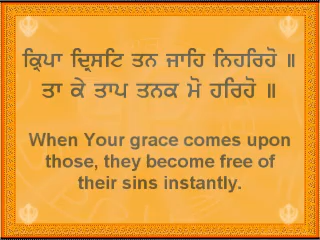 ਕ੍ਰਿਪਾ ਦ੍ਰਿਸਟਿ ਤਨ ਜਾਹਿ ਨਿਹਰਿਹੋ ॥
ਤਾ ਕੇ ਤਾਪ ਤਨਕ ਮੋ ਹਰਿਹੋ ॥
When Your grace comes upon
those, they become free of
their sins instantly.